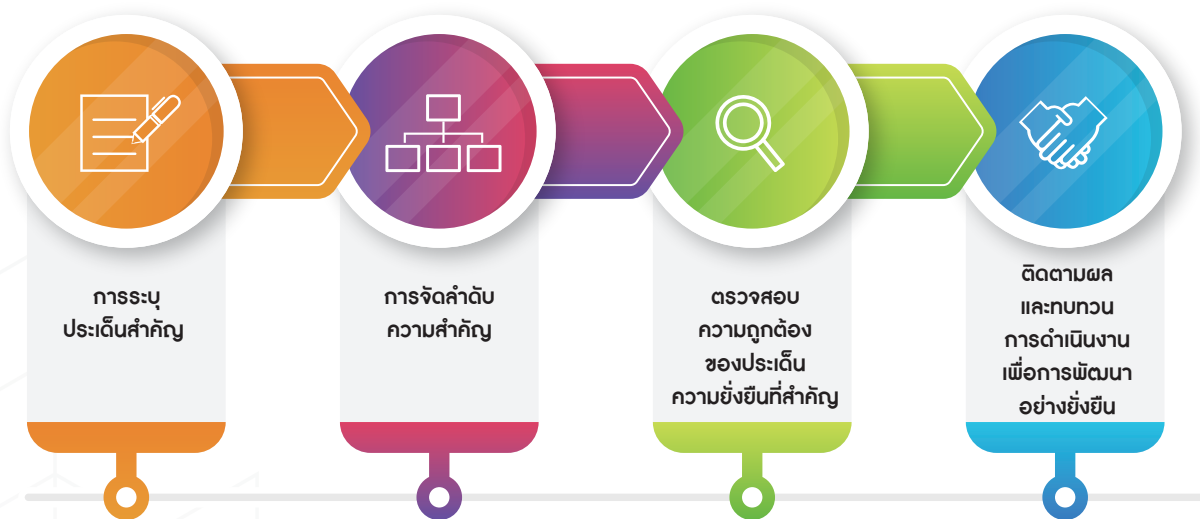 การระบุ
ประเด็นสำคัญ
การจัดลำดับ
ความสำคัญ
ตรวจสอบ
ความถูกต้อง
ของประเด็น
ความยั่งยืนที่สำคัญ
ติดตามผล
และทบทวน
การดำเนินงาน
เพื่อการพัฒนา
อย่างยั่งยืน